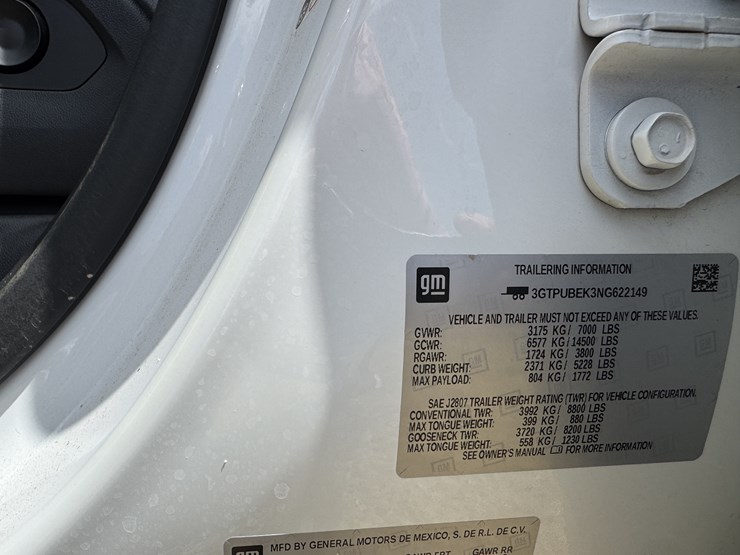 gm
TRAILERING INFORMATION
3GTPUBEK3NG622149
VEHICLE AND TRAILER MUST NOT EXCEED ANY OF THESE VALUES.
GVWR: 3175 KG/ 7000 LBS
GCWR: 6577 KG/ 14500 LBS
RGAWR: 1724 KG/ 3800 LBS
CURB WEIGHT: 2371 KG/ 5228 LBS
MAX PAYLOAD: 804 KG/ 1772 LBS
SAE J2807 TRAILER WEIGHT RATING (TWR) FOR VEHICLE CONFIGURATION.
CONVENTIONAL TWR: 3992 KG/ 8800 LBS
MAX TONGUE WEIGHT: 399 KG/ 880 LBS
GOOSENECK TWR: 3720 KG/ 8200 LBS
MAX TONGUE WEIGHT: 558 KG/ 1230 LBS
SEE OWNER'S MANUAL FOR MORE INFORMATION
gm
MFD BY GENERAL MOTORS DE MEXICO, S. DE R.L. DE C.V.
GAWR FRT GAWR RR